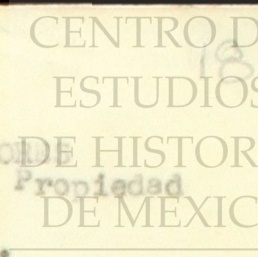 CENTRO D
18
ESTUDIOS
DE HISTOR
Propiedad
DE MEXIC